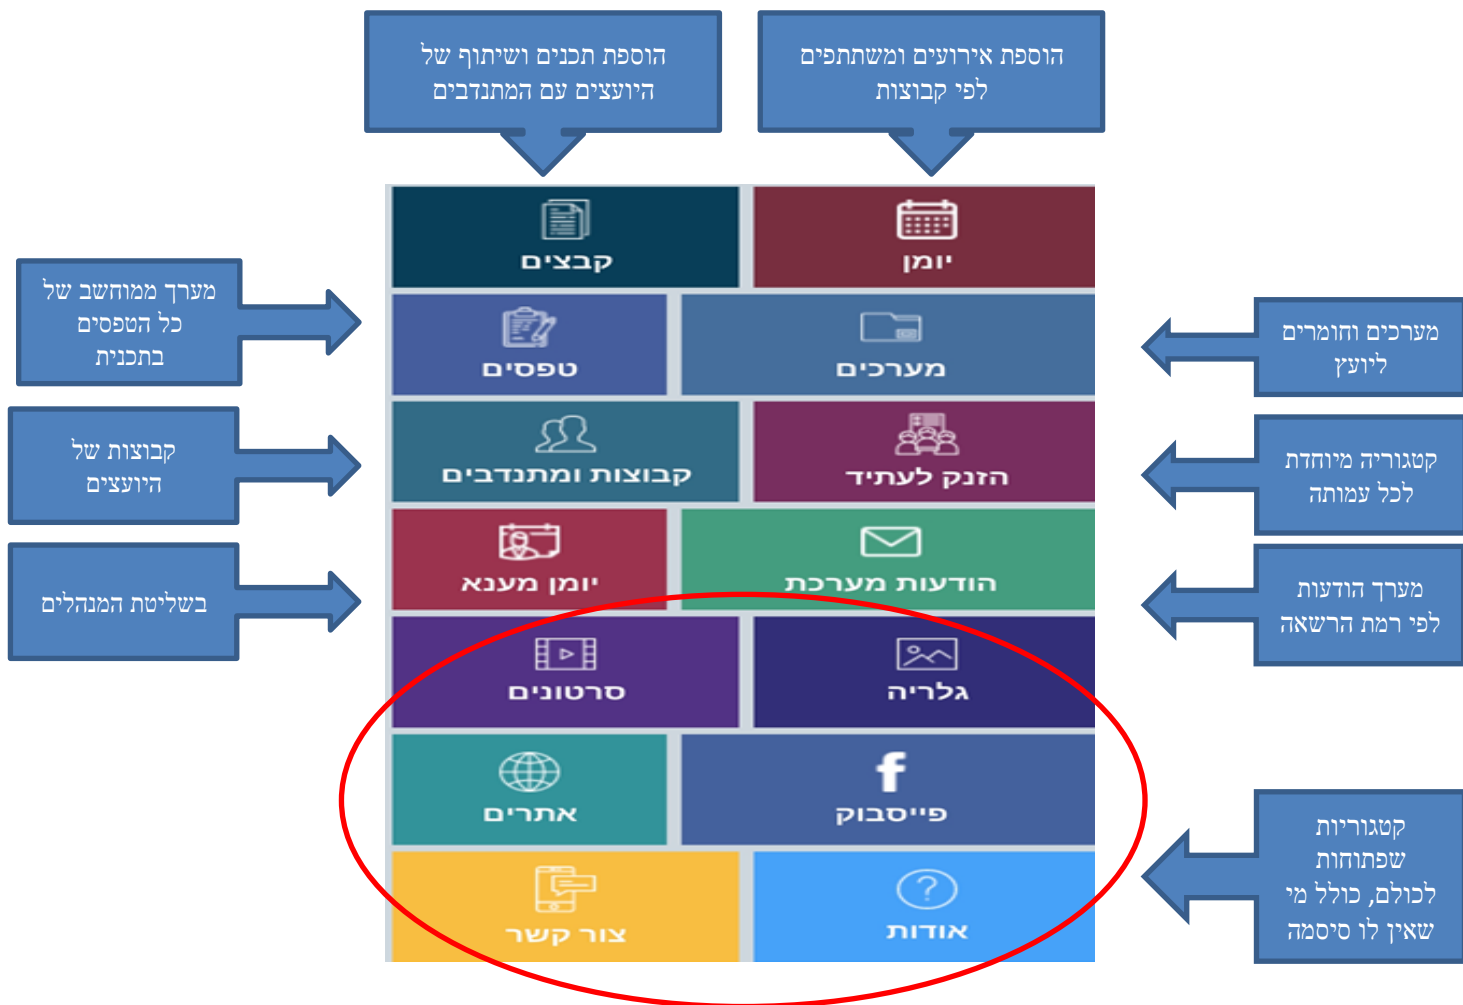 הוספת אירועים ומשתתפים
לפי קבוצות
הוספת תכנים ושיתוף של
היועצים עם המתנדבים
יומן
קבצים
מערכים וחומרים
ליועץ
מערכים
טפסים
מערך ממוחשב של
כל הטפסים
בתכנית
קטגוריה מיוחדת
לכל עמותה
הזנק לעתיד
קבוצות ומתנדבים
קבוצות של
היועצים
מערך הודעות
לפי רמת הרשאה
הודעות מערכת
יומן מענא
בשליטת המנהלים
גלריה
סרטונים
פייסבוק
אתרים
קטגוריות
שפתוחות
לכולם, כולל מי
שאין לו סיסמה
אודות
צור קשר